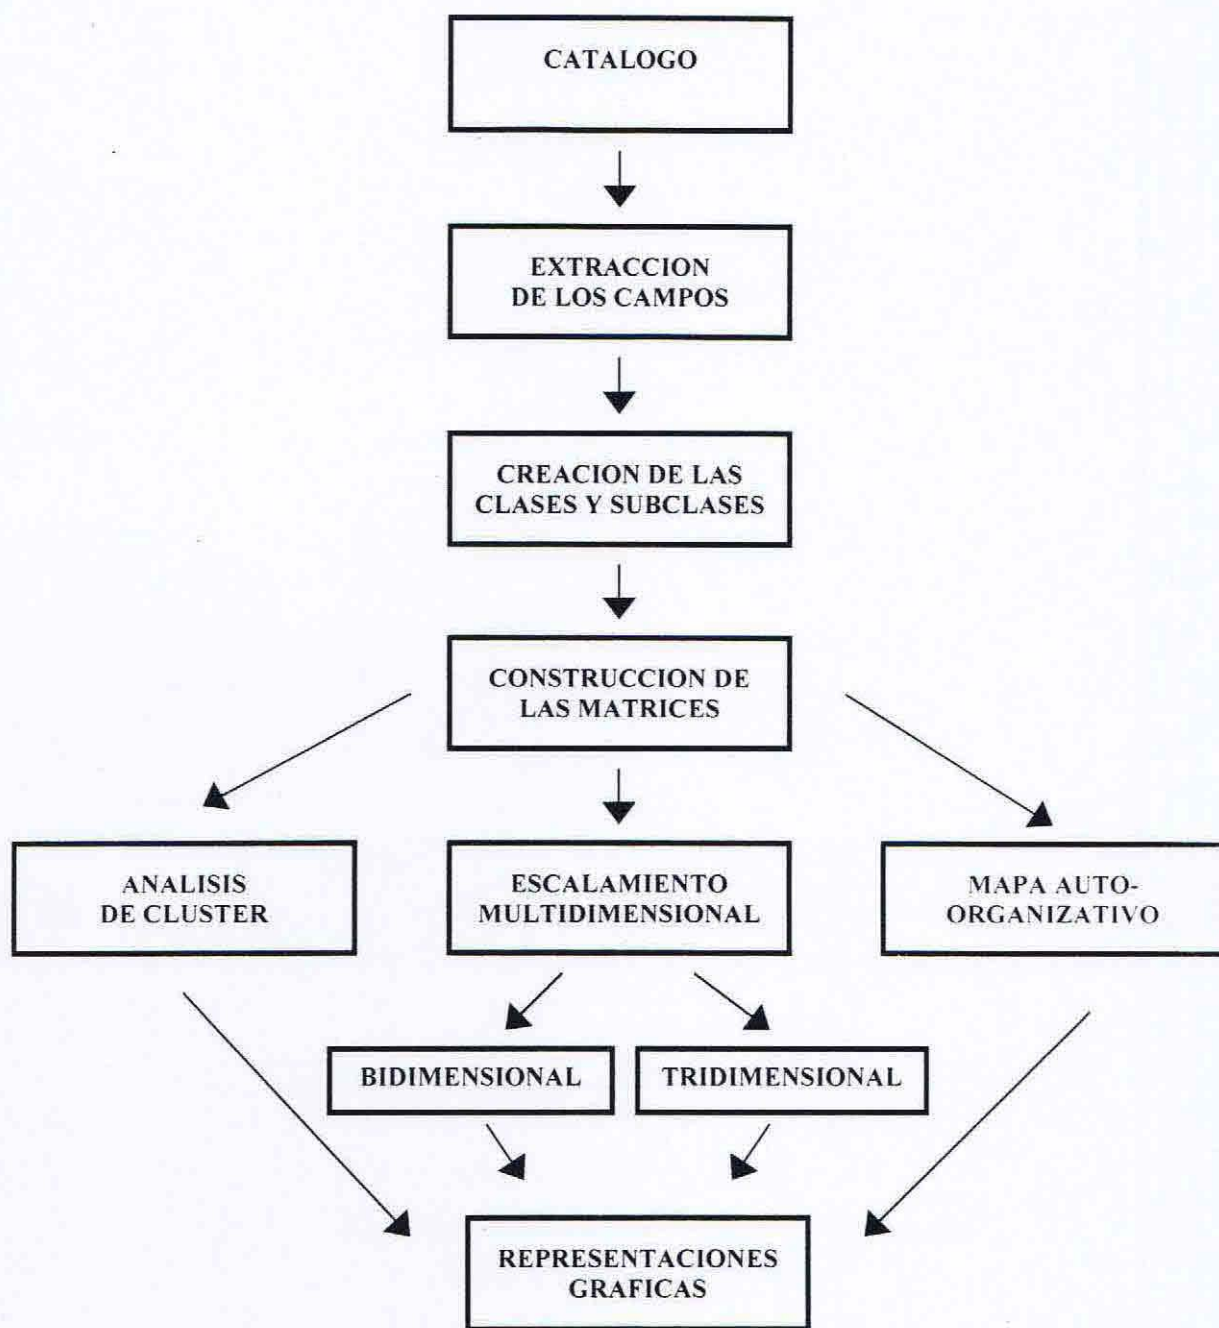 CATALOGO
EXTRACCION
DE LOS CAMPOS
CREACION DE LAS
CLASES Y SUBCLASES
CONSTRUCCION DE
LAS MATRICES
ANALISIS
DE CLUSTER
ESCALAMIENTO
MULTIDIMENSIONAL
MAPA AUTO-
ORGANIZATIVO
BIDIMENSIONAL
TRIDIMENSIONAL
REPRESENTACIONES
GRAFICAS